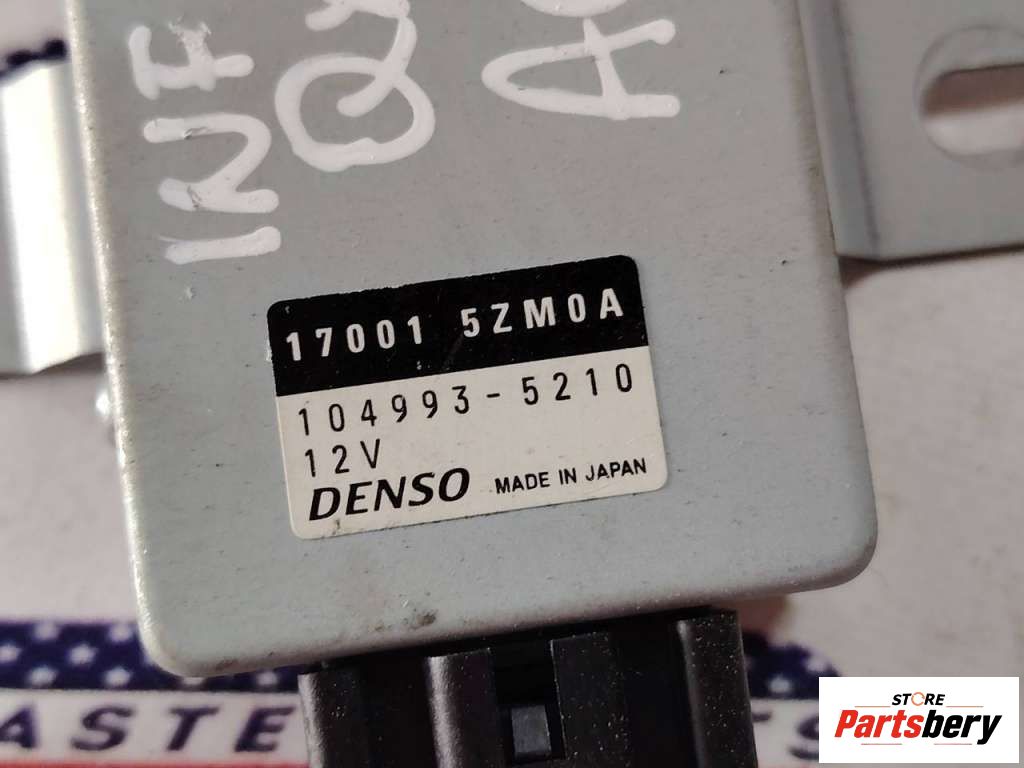 INF
17001 5ZM0A
104993-5210
12V
DENSO MADE IN JAPAN
STORE
Partsbery